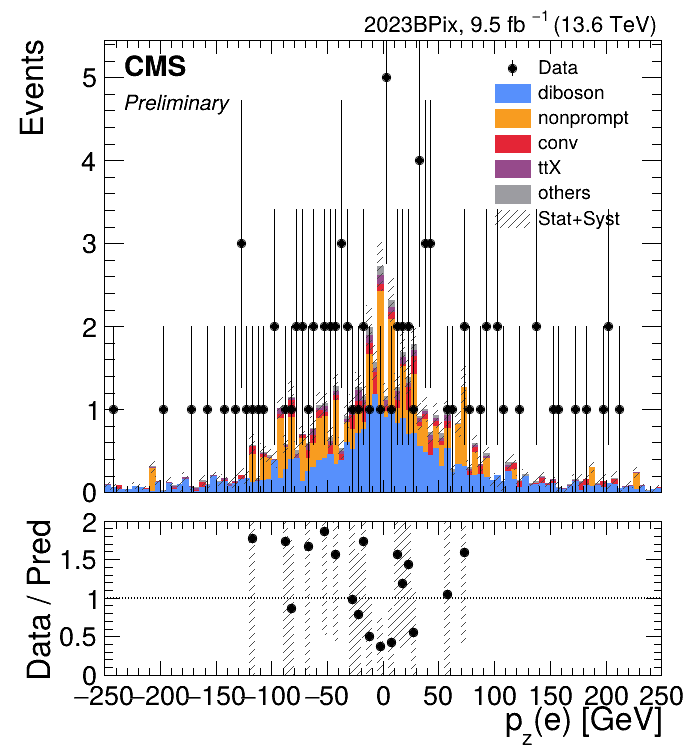 2023BPix, 9.5 fb⁻¹ (13.6 TeV)
Events
CMS
Preliminary
Data
diboson
nonprompt
conv
ttX
others
Stat+Syst
5
4
3
2
1
0
Data / Pred
2
1.5
1
0.5
0
−250 −200 −150 −100 −50 0 50 100 150 200 250
p_z(e) [GeV]